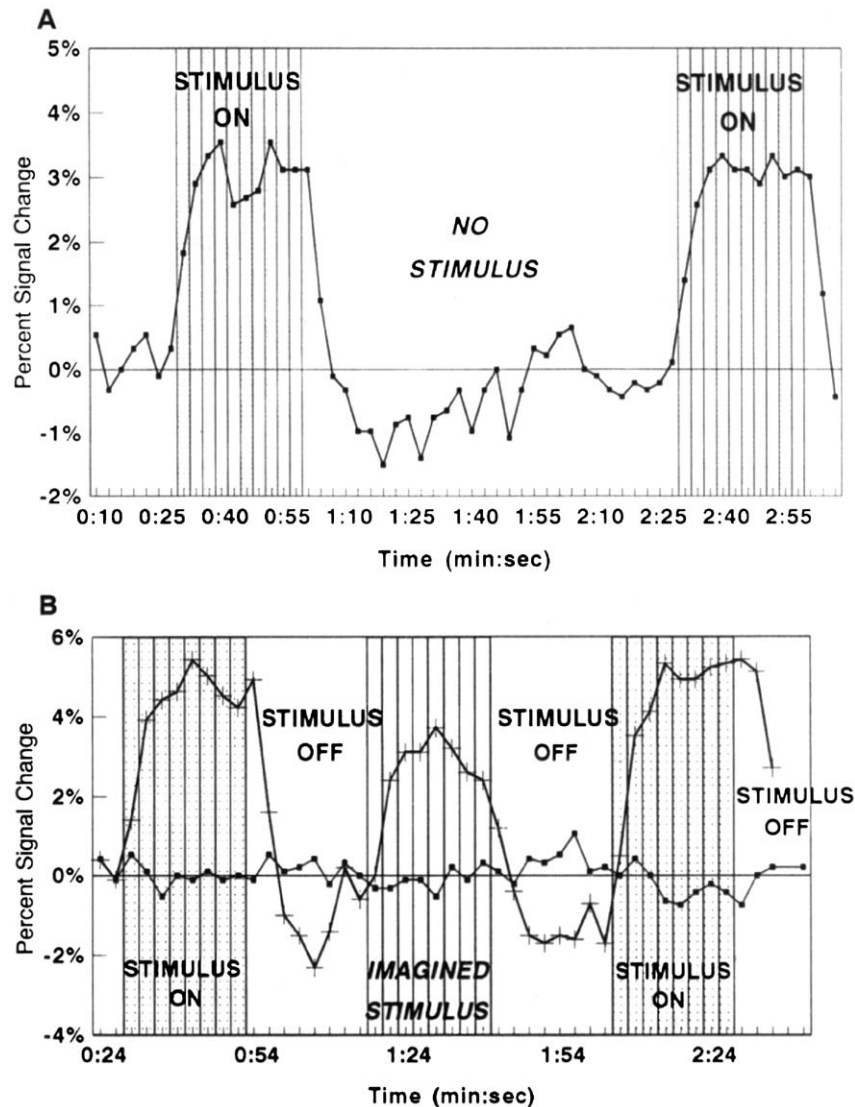 A
5%
4%
3%
2%
1%
0%
-1%
-2%
Percent Signal Change
STIMULUS
ON
NO
STIMULUS
STIMULUS
ON
0:10 0:25 0:40 0:55 1:10 1:25 1:40 1:55 2:10 2:25 2:40 2:55
Time (min:sec)
B
6%
4%
2%
0%
-2%
-4%
Percent Signal Change
STIMULUS
OFF
STIMULUS
OFF
STIMULUS
OFF
STIMULUS
ON
IMAGINED
STIMULUS
STIMULUS
ON
0:24 0:54 1:24 1:54 2:24
Time (min:sec)